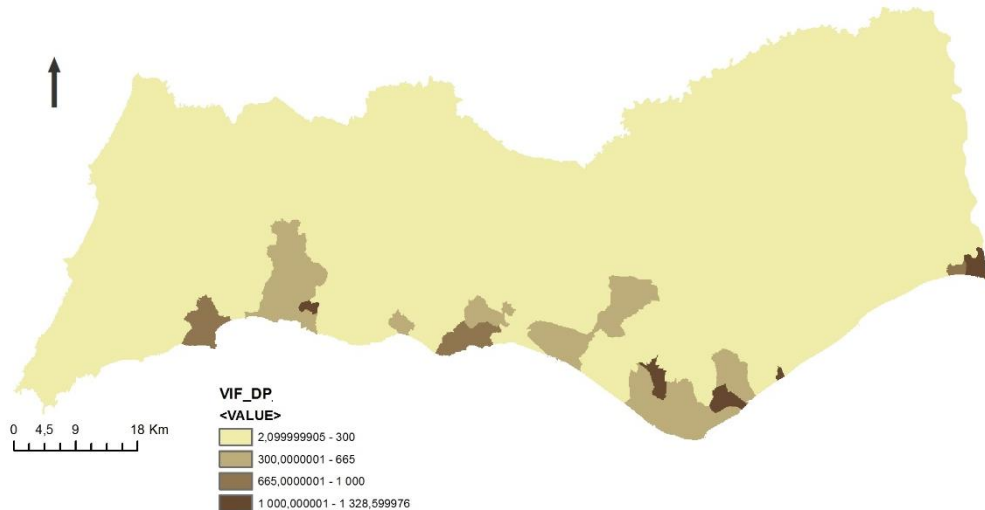 VIF_DP_
<VALUE>
0 4,5 9 18 Km
2,099999905 - 300
300,0000001 - 665
665,0000001 - 1 000
1 000,000001 - 1 328,599976